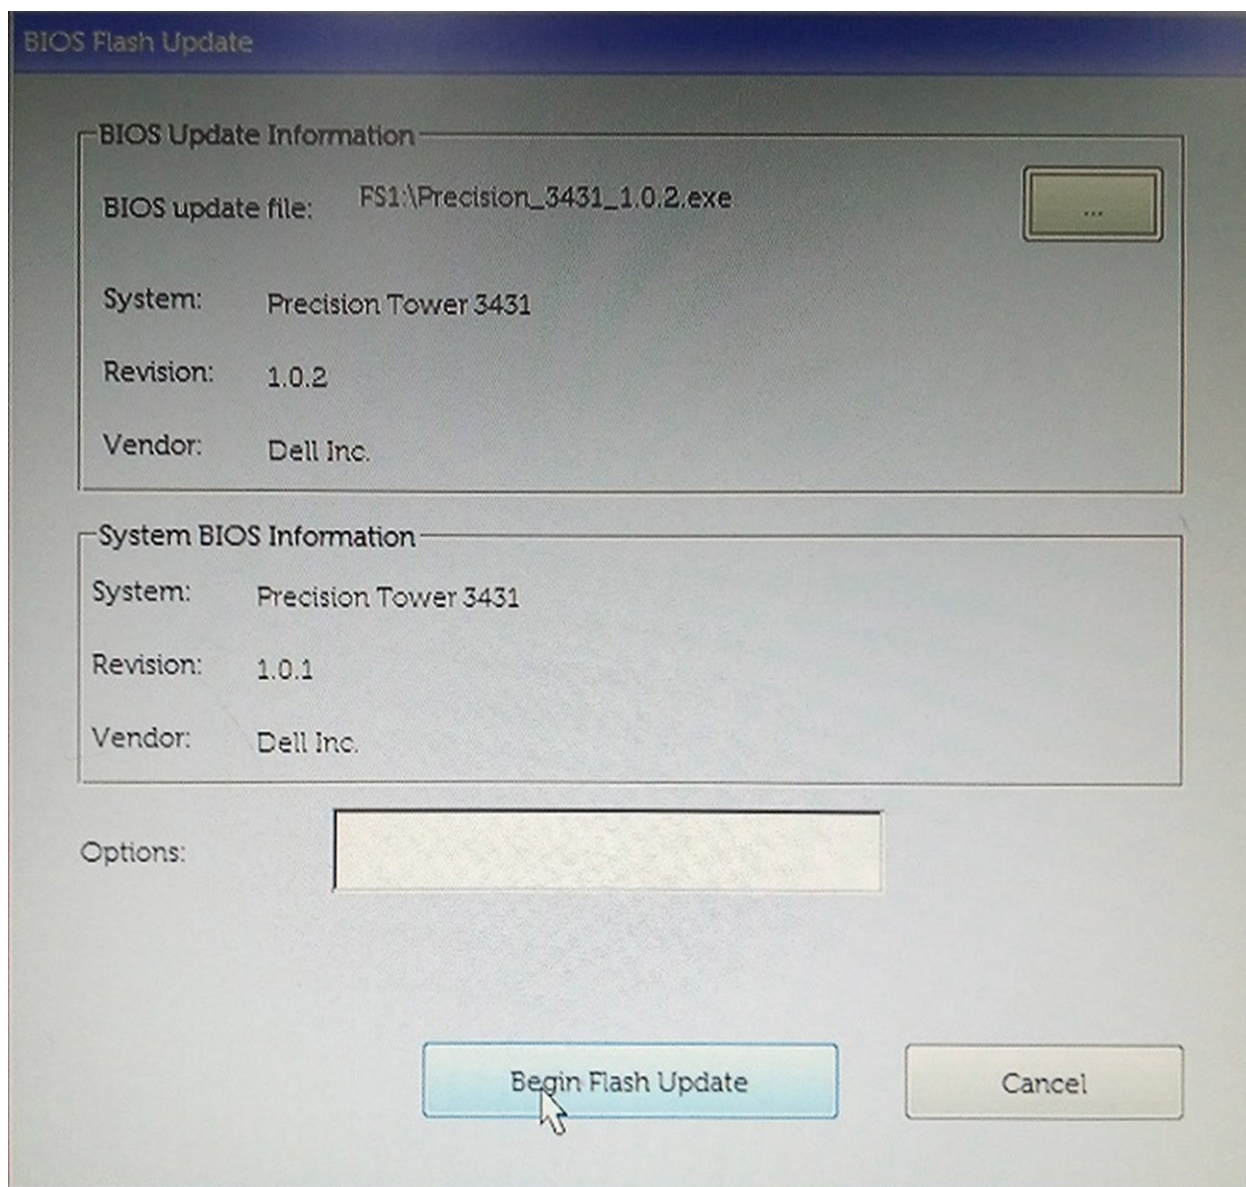 BIOS Flash Update
BIOS Update Information
BIOS update file: FS1:\Precision_3431_1.0.2.exe
...
System: Precision Tower 3431
Revision: 1.0.2
Vendor: Dell Inc.
System BIOS Information
System: Precision Tower 3431
Revision: 1.0.1
Vendor: Dell Inc.
Options:
Begin Flash Update
Cancel